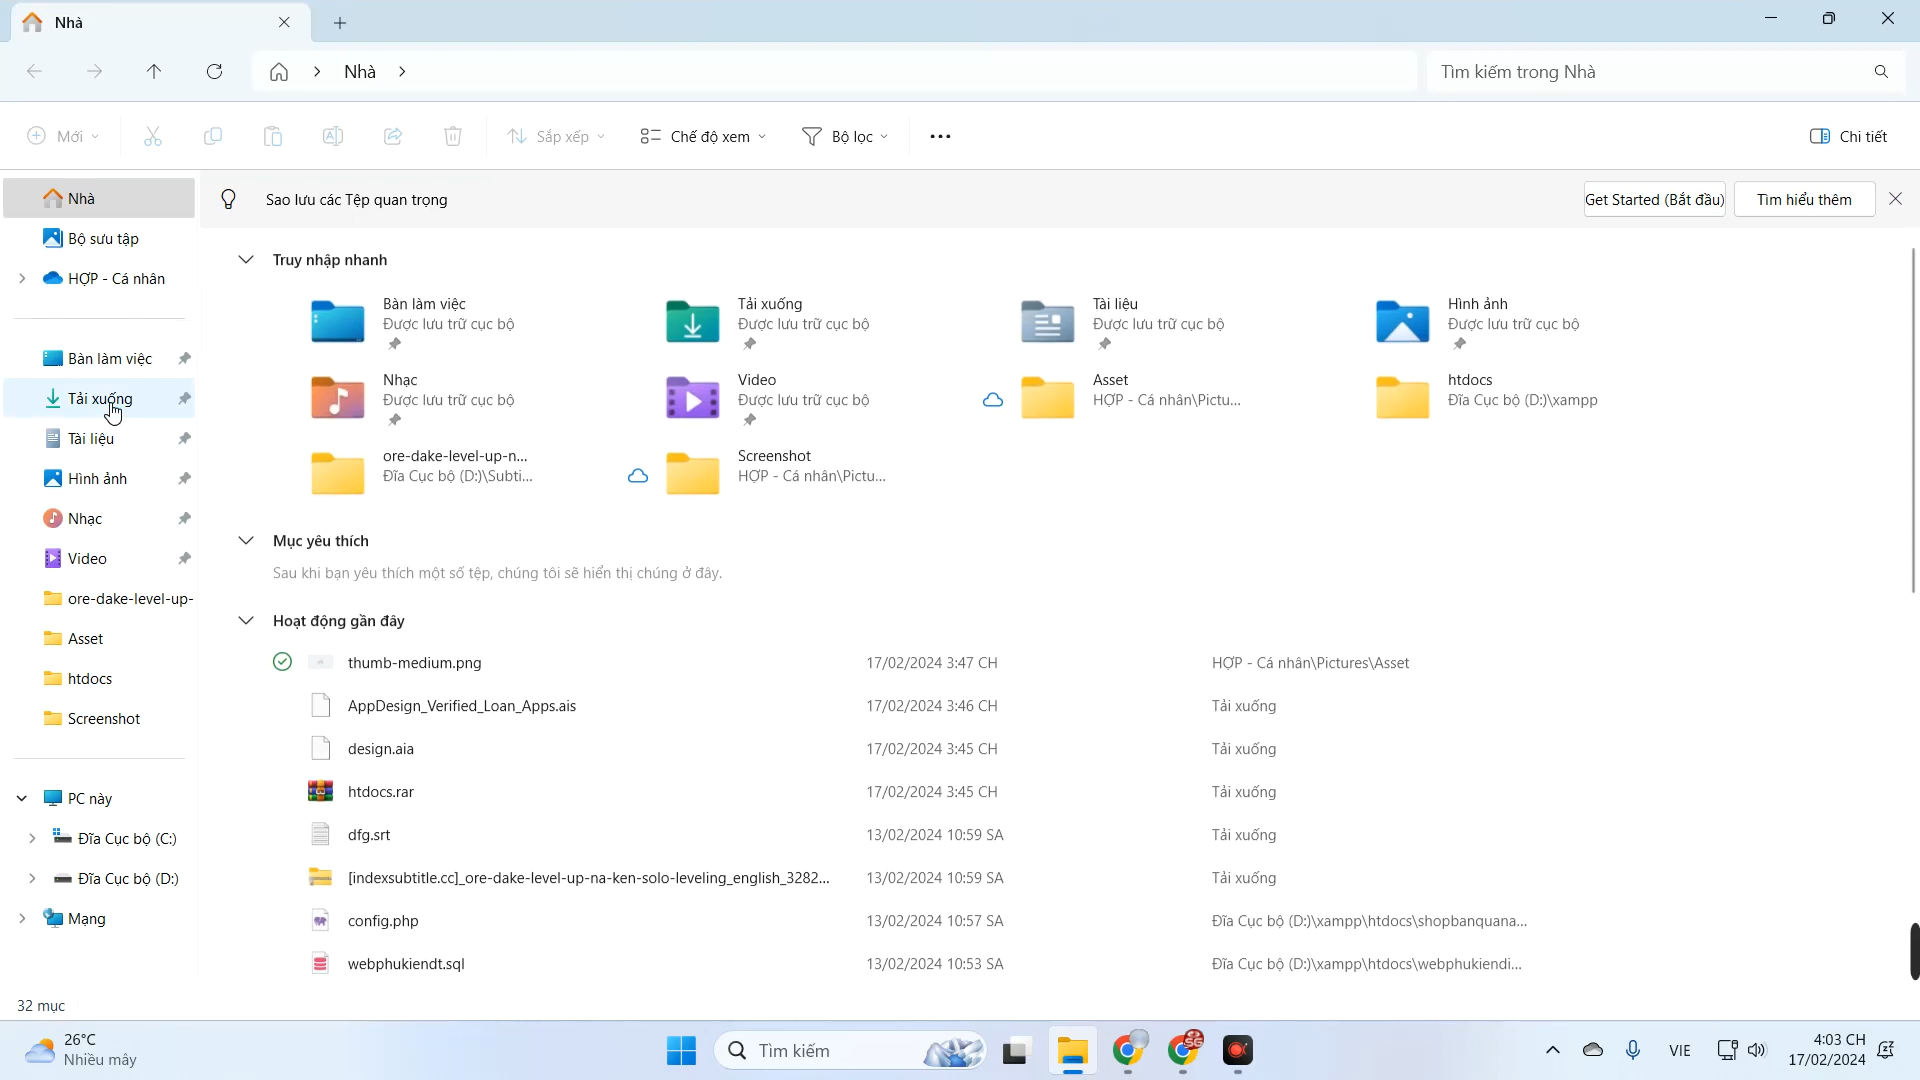 Nhà
Nhà
Tìm kiếm trong Nhà
Mới
Sắp xếp
Chế độ xem
Bộ lọc
Chi tiết
Nhà
Bộ sưu tập
HỢP - Cá nhân
Bàn làm việc
Tải xuống
Tài liệu
Hình ảnh
Nhạc
Video
ore-dake-level-up-
Asset
htdocs
Screenshot
PC này
Đĩa Cục bộ (C:)
Đĩa Cục bộ (D:)
Mạng
Sao lưu các Tệp quan trọng
Get Started (Bắt đầu)
Tìm hiểu thêm
Truy nhập nhanh
Bàn làm việc
Được lưu trữ cục bộ
Tải xuống
Được lưu trữ cục bộ
Tài liệu
Được lưu trữ cục bộ
Hình ảnh
Được lưu trữ cục bộ
Nhạc
Được lưu trữ cục bộ
Video
Được lưu trữ cục bộ
Asset
HỢP - Cá nhân\Pictu...
htdocs
Đĩa Cục bộ (D:)\xampp
ore-dake-level-up-n...
Đĩa Cục bộ (D:)\Subti...
Screenshot
HỢP - Cá nhân\Pictu...
Mục yêu thích
Sau khi bạn yêu thích một số tệp, chúng tôi sẽ hiển thị chúng ở đây.
Hoạt động gần đây
thumb-medium.png 17/02/2024 3:47 CH HỢP - Cá nhân\Pictures\Asset
AppDesign_Verified_Loan_Apps.ais 17/02/2024 3:46 CH Tải xuống
design.aia 17/02/2024 3:45 CH Tải xuống
htdocs.rar 17/02/2024 3:45 CH Tải xuống
dfg.srt 13/02/2024 10:59 SA Tải xuống
[indexsubtitle.cc]_ore-dake-level-up-na-ken-solo-leveling_english_3282... 13/02/2024 10:59 SA Tải xuống
config.php 13/02/2024 10:57 SA Đĩa Cục bộ (D:)\xampp\htdocs\shopbanquana...
webphukiendt.sql 13/02/2024 10:53 SA Đĩa Cục bộ (D:)\xampp\htdocs\webphukiendi...
32 mục
26°C
Nhiều mây
Tìm kiếm
SG
VIE
4:03 CH
17/02/2024